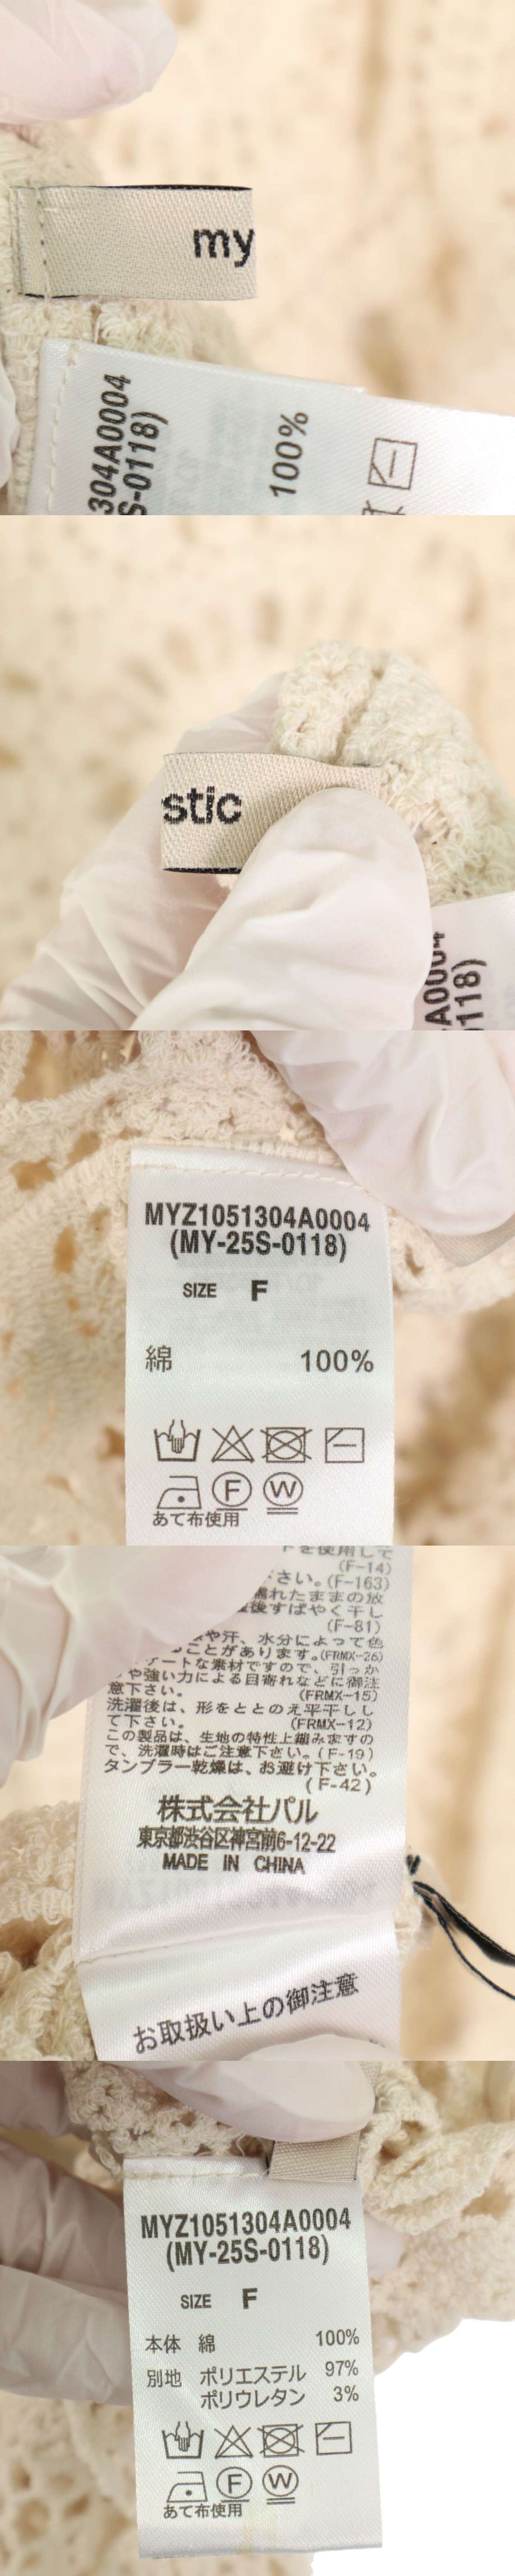 my
304A0004
S-0118)
100%
stic
A0004
0118)
MYZ1051304A0004
(MY-25S-0118)
SIZE F
綿 100%
F W
あて布使用
を使用して
(F-14)
さい。(F-163)
濡れたままの放
後すばやく干し
(F-81)
や汗、水分によって色
ことがあります。(FRMX-26)
ートな素材ですので、引っか
や強い力による目寄れなどに御注
意下さい。 (FRMX-15)
洗濯後は、形をととのえ平干しし
て下さい。 (FRMX-12)
この製品は、生地の特性上縮みますの
で、洗濯時はご注意下さい。(F-19)
タンブラー乾燥は、お避け下さい。
(F-42)
株式会社パル
東京都渋谷区神宮前6-12-22
MADE IN CHINA
お取扱い上の御注意
MYZ1051304A0004
(MY-25S-0118)
SIZE F
本体 綿 100%
別地 ポリエステル 97%
ポリウレタン 3%
F W
あて布使用